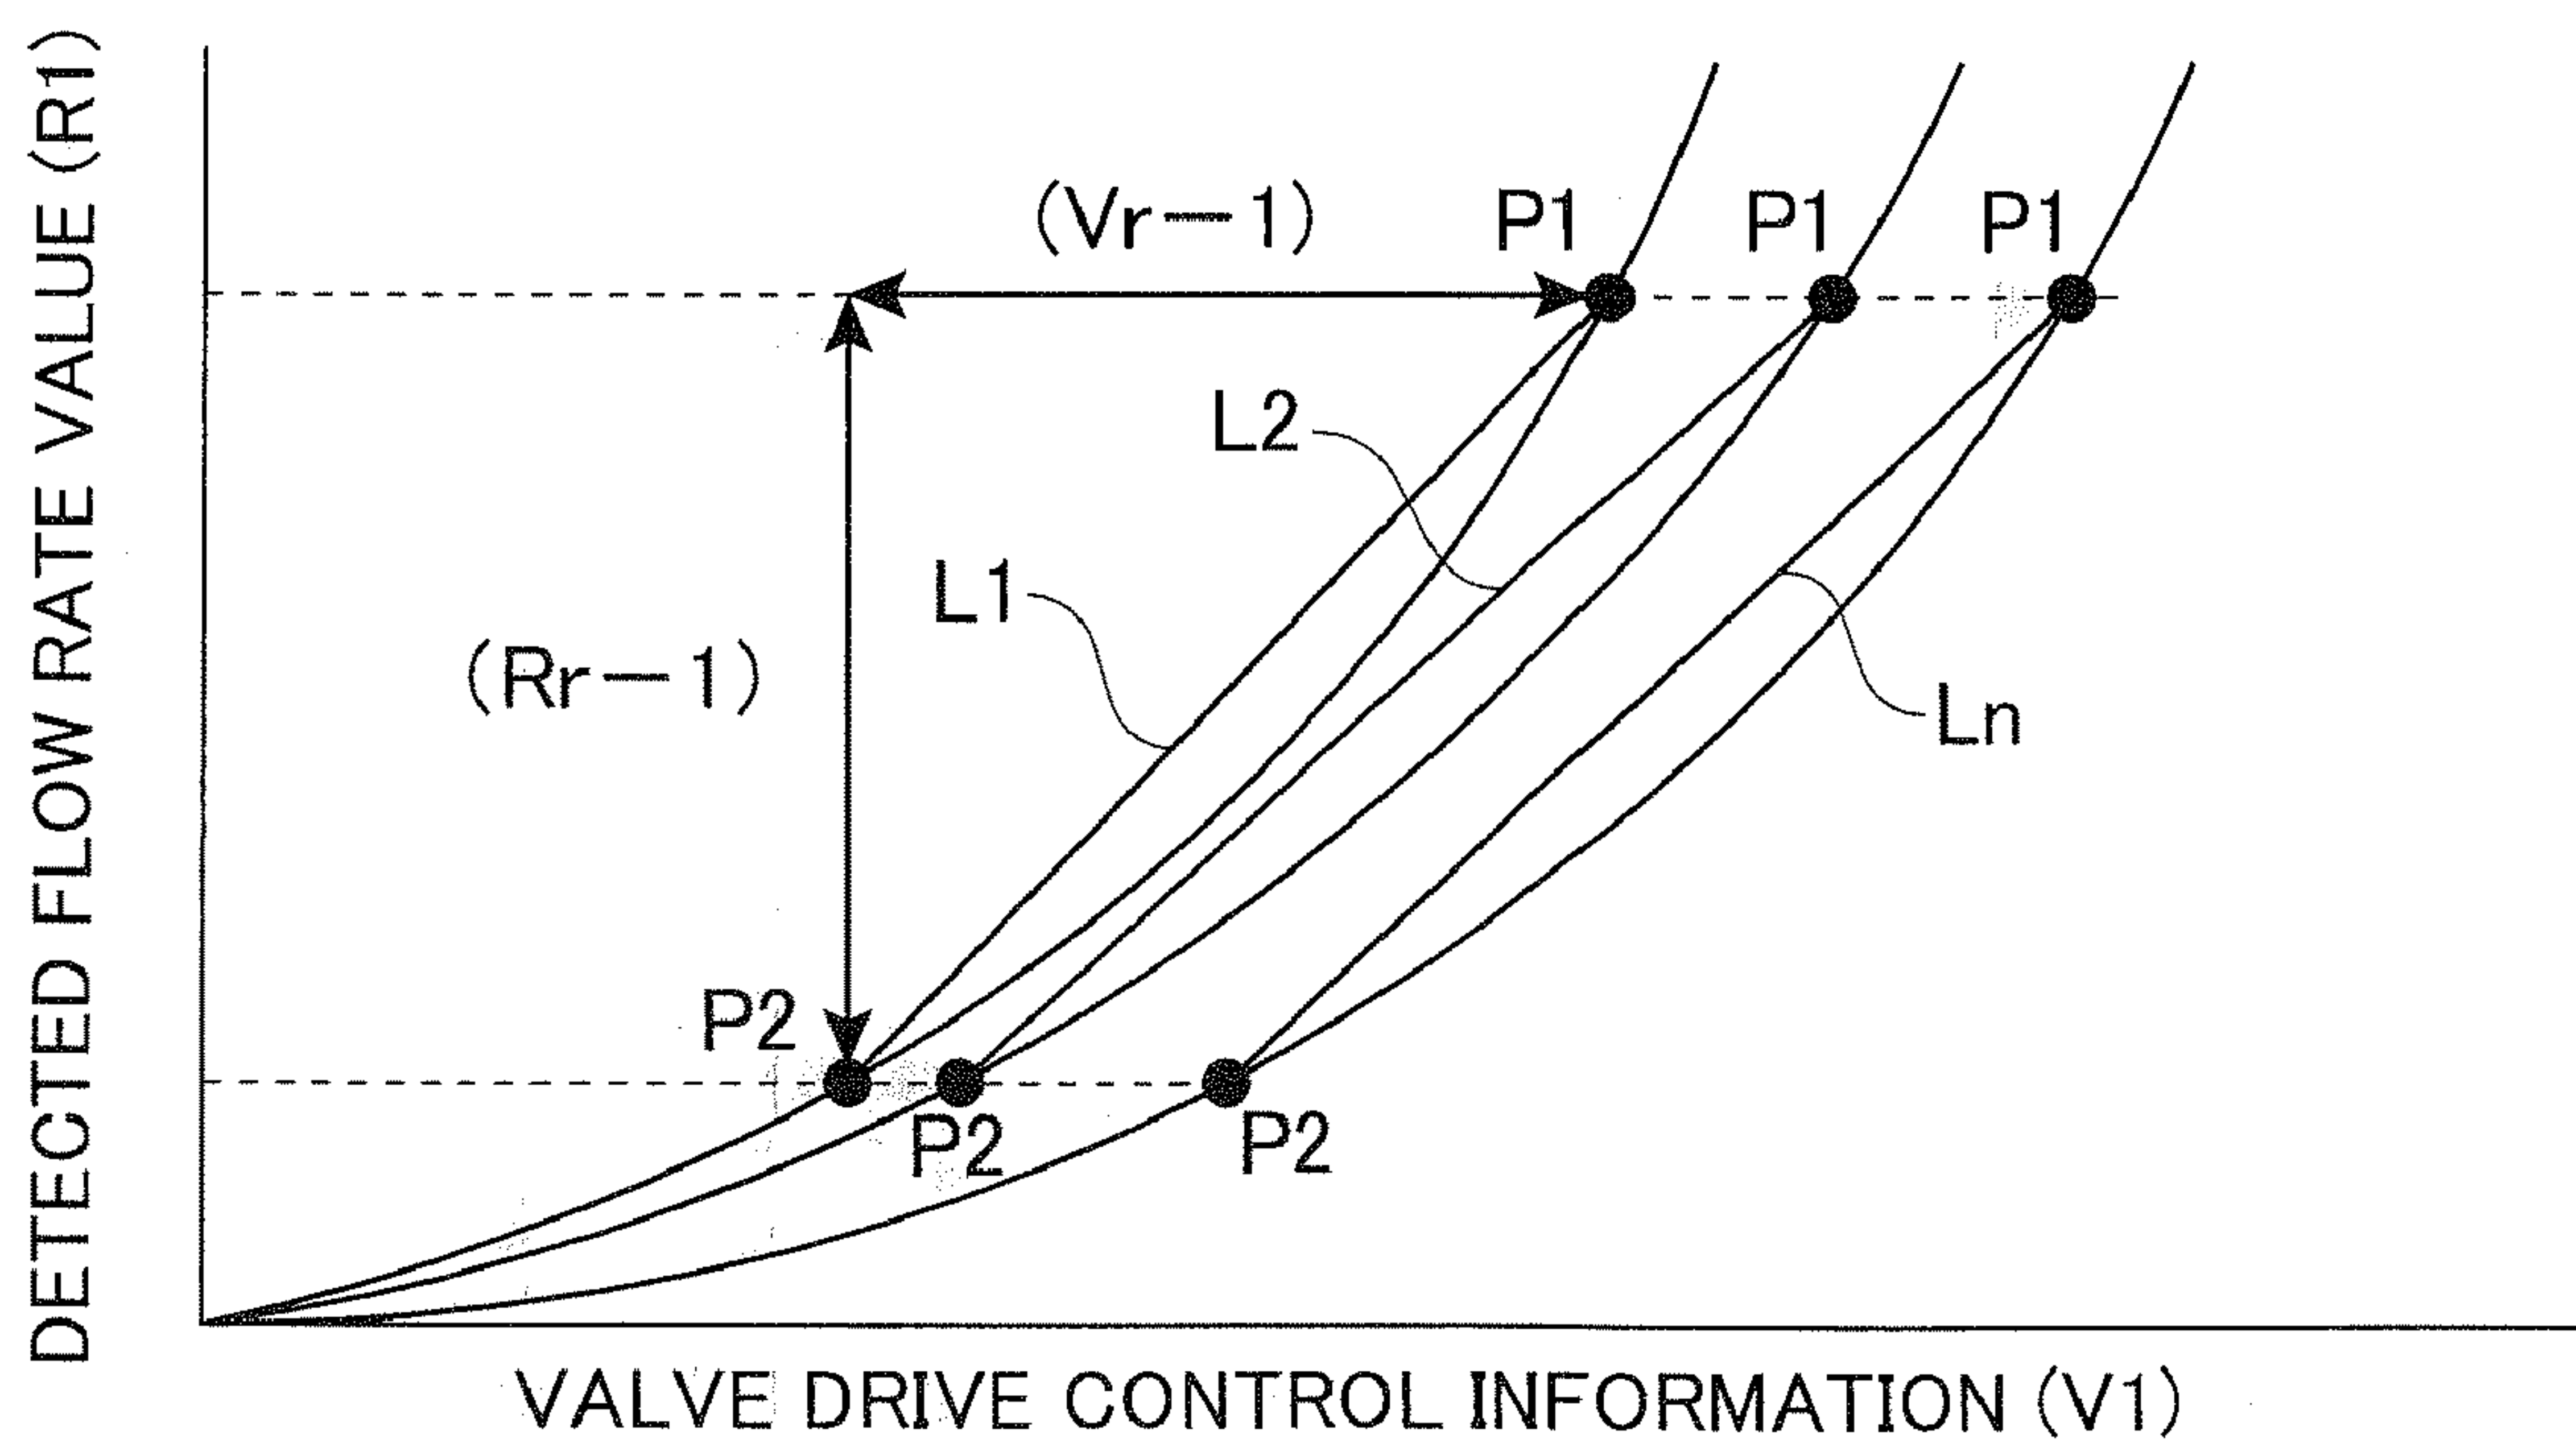 DETECTED FLOW RATE VALUE (R1)
(Vr－1)
P1
P1
P1
L2
L1
(Rr－1)
Ln
P2
P2
P2
VALVE DRIVE CONTROL INFORMATION (V1)